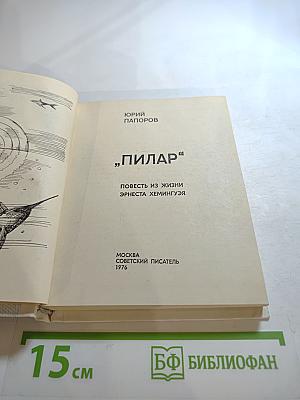 ЮРИЙ
ПАПОРОВ
„ПИЛАР“
ПОВЕСТЬ ИЗ ЖИЗНИ
ЭРНЕСТА ХЕМИНГУЭЯ
МОСКВА
СОВЕТСКИЙ ПИСАТЕЛЬ
1976
15 см
БФ БИБЛИОФАН